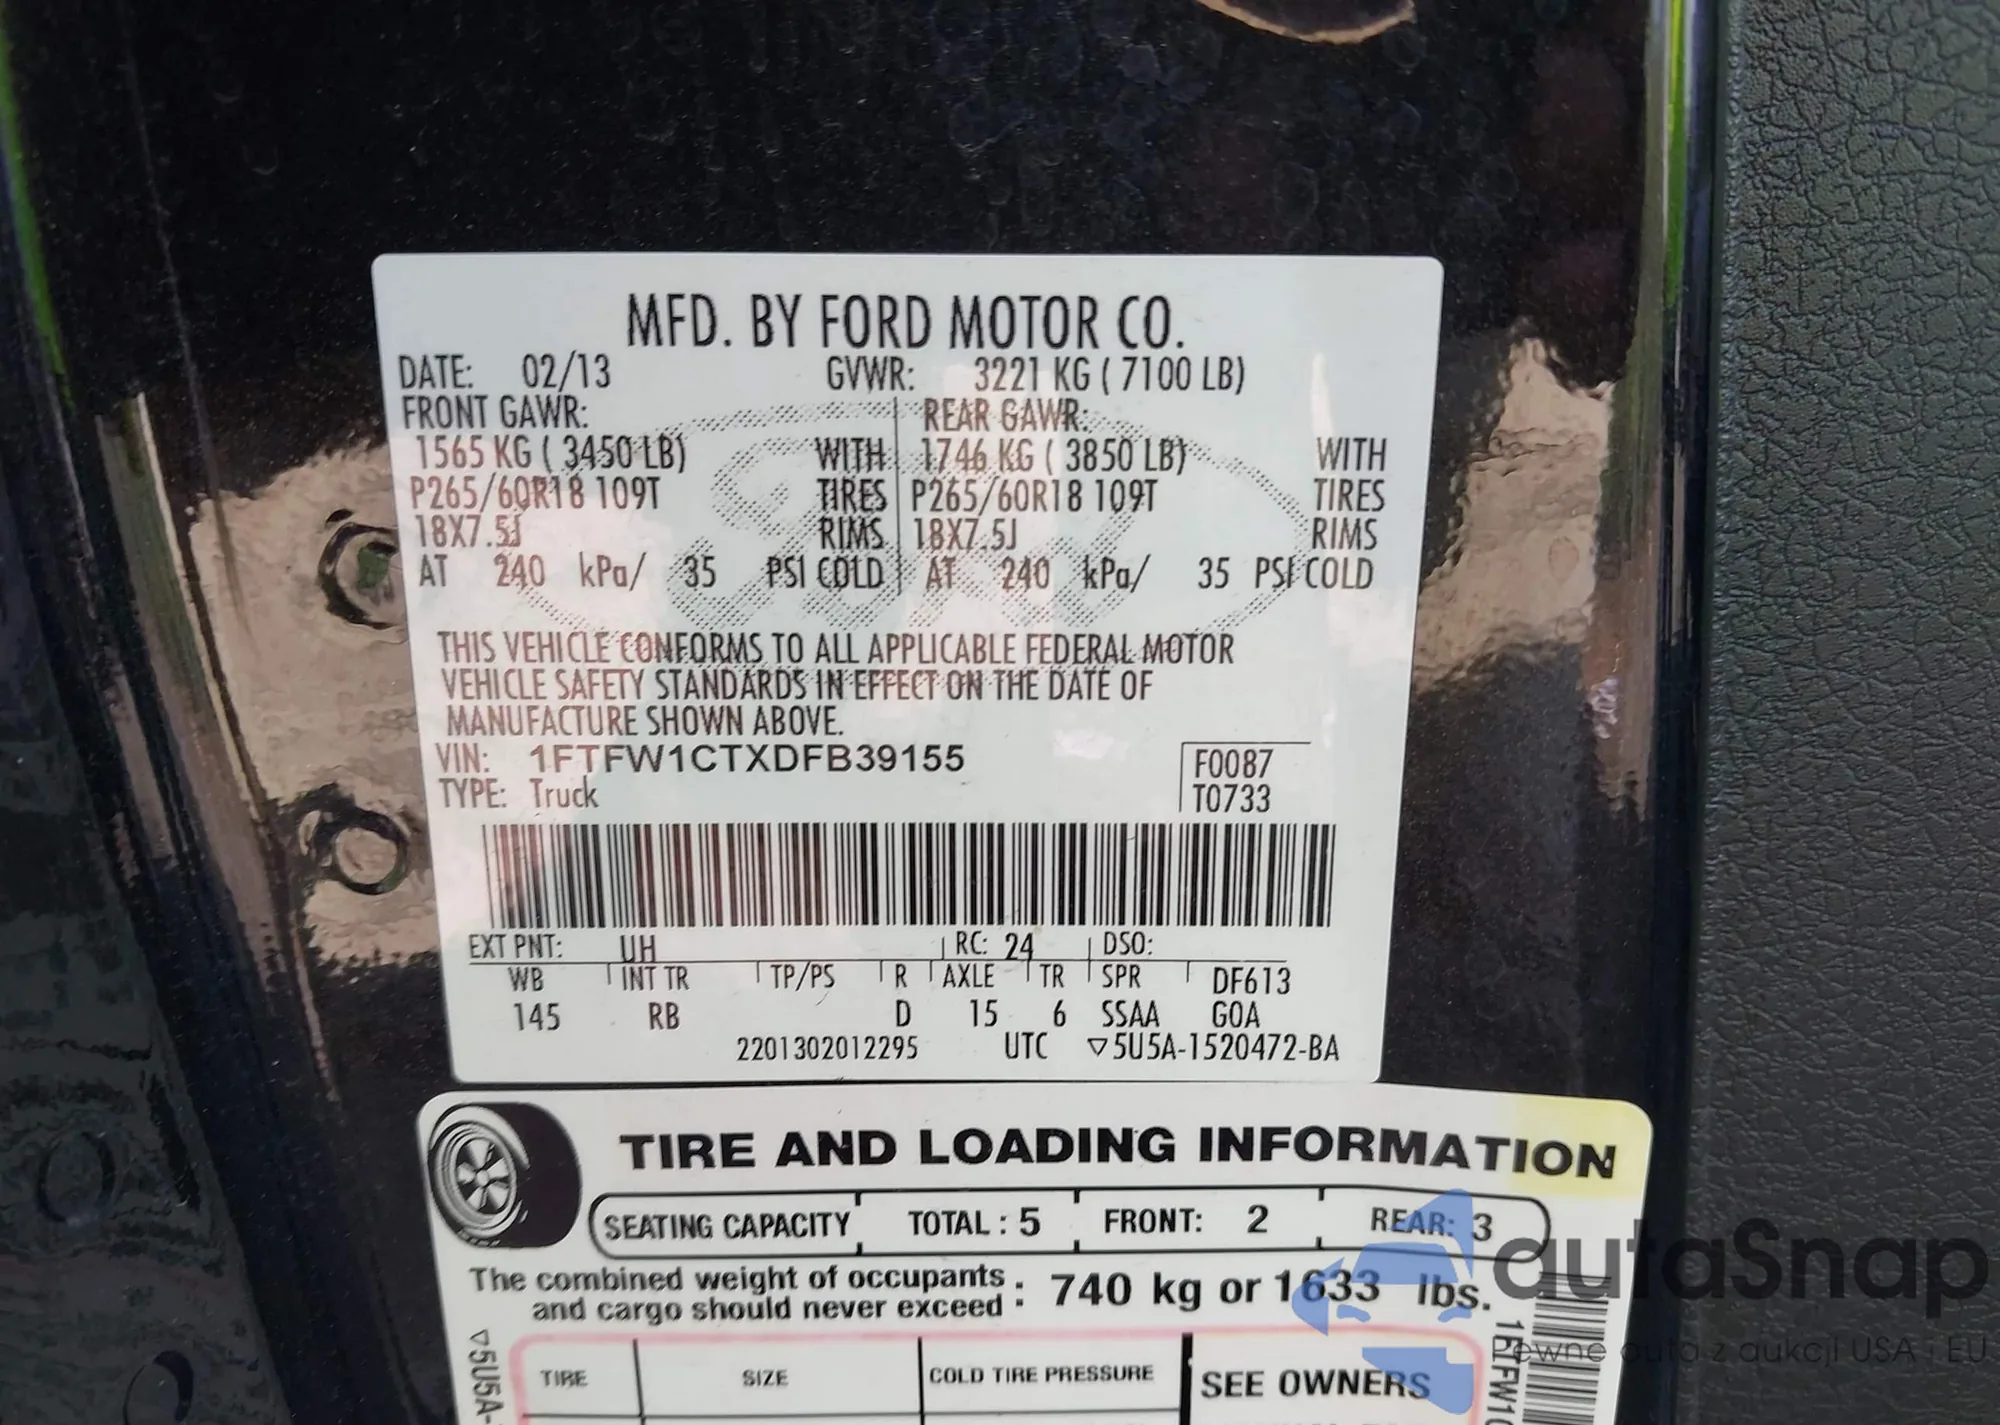 MFD. BY FORD MOTOR CO.
DATE: 02/13 GVWR: 3221 KG ( 7100 LB)
FRONT GAWR: REAR GAWR:
1565 KG ( 3450 LB) WITH 1746 KG ( 3850 LB) WITH
P265/60R18 109T TIRES P265/60R18 109T TIRES
18X7.5J RIMS 18X7.5J RIMS
AT 240 kPa/ 35 PSI COLD AT 240 kPa/ 35 PSI COLD
THIS VEHICLE CONFORMS TO ALL APPLICABLE FEDERAL MOTOR
VEHICLE SAFETY STANDARDS IN EFFECT ON THE DATE OF
MANUFACTURE SHOWN ABOVE.
VIN: 1FTFW1CTXDFB39155 F0087
TYPE: Truck T0733
EXT PNT: UH RC: 24 DSO:
WB INT TR TP/PS R AXLE TR SPR DF613
145 RB D 15 6 SSAA GOA
2201302012295 UTC ▽5U5A-1520472-BA
TIRE AND LOADING INFORMATION
SEATING CAPACITY TOTAL : 5 FRONT: 2 REAR: 3
The combined weight of occupants
and cargo should never exceed : 740 kg or 1633 lbs.
TIRE SIZE COLD TIRE PRESSURE SEE OWNERS
▽5U5A-
autaSnap
Pewne auta z aukcji USA i EU